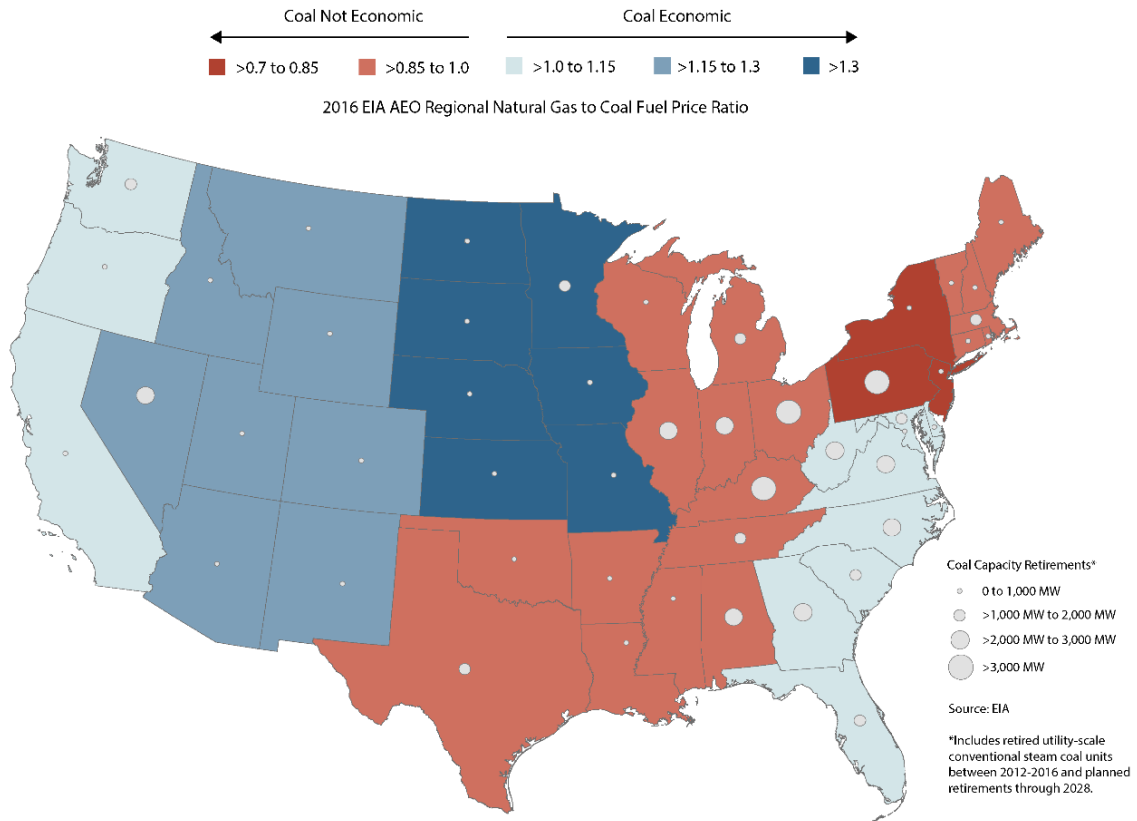 Coal Not Economic
Coal Economic
>0.7 to 0.85
>0.85 to 1.0
>1.0 to 1.15
>1.15 to 1.3
>1.3
2016 EIA AEO Regional Natural Gas to Coal Fuel Price Ratio
Coal Capacity Retirements*
0 to 1,000 MW
>1,000 MW to 2,000 MW
>2,000 MW to 3,000 MW
>3,000 MW
Source: EIA
*Includes retired utility-scale
conventional steam coal units
between 2012-2016 and planned
retirements through 2028.